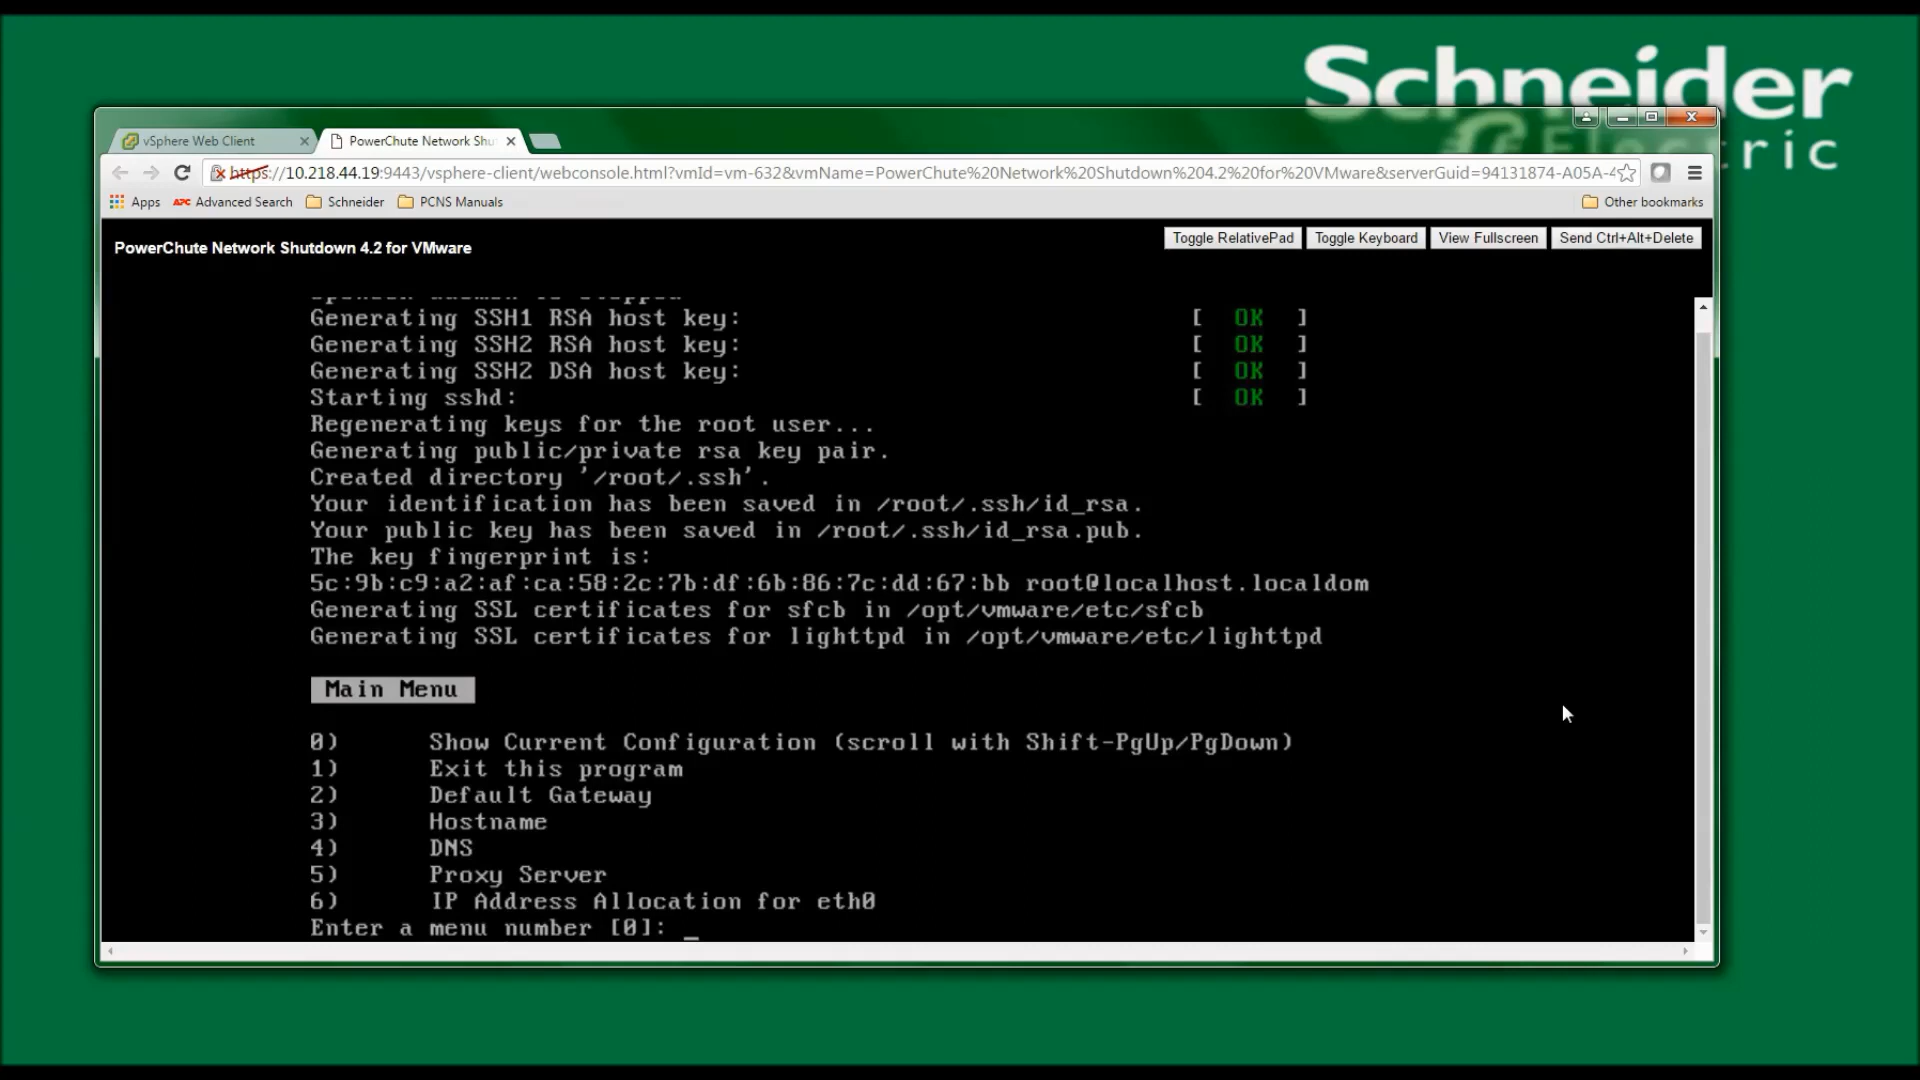 Schneider
Electric
vSphere Web Client
PowerChute Network Shu
https://10.218.44.19:9443/vsphere-client/webconsole.html?vmId=vm-632&vmName=PowerChute%20Network%20Shutdown%204.2%20for%20VMware&serverGuid=94131874-A05A-4
Apps
APC Advanced Search
Schneider
PCNS Manuals
Other bookmarks
PowerChute Network Shutdown 4.2 for VMware
Toggle RelativePad
Toggle Keyboard
View Fullscreen
Send Ctrl+Alt+Delete
Generating SSH1 RSA host key: [ OK ]
Generating SSH2 RSA host key: [ OK ]
Generating SSH2 DSA host key: [ OK ]
Starting sshd: [ OK ]
Regenerating keys for the root user...
Generating public/private rsa key pair.
Created directory '/root/.ssh'.
Your identification has been saved in /root/.ssh/id_rsa.
Your public key has been saved in /root/.ssh/id_rsa.pub.
The key fingerprint is:
5c:9b:c9:a2:af:ca:58:2c:7b:df:6b:86:7c:dd:67:bb root@localhost.localdom
Generating SSL certificates for sfcb in /opt/vmware/etc/sfcb
Generating SSL certificates for lighttpd in /opt/vmware/etc/lighttpd
Main Menu
0) Show Current Configuration (scroll with Shift-PgUp/PgDown)
1) Exit this program
2) Default Gateway
3) Hostname
4) DNS
5) Proxy Server
6) IP Address Allocation for eth0
Enter a menu number [0]: _